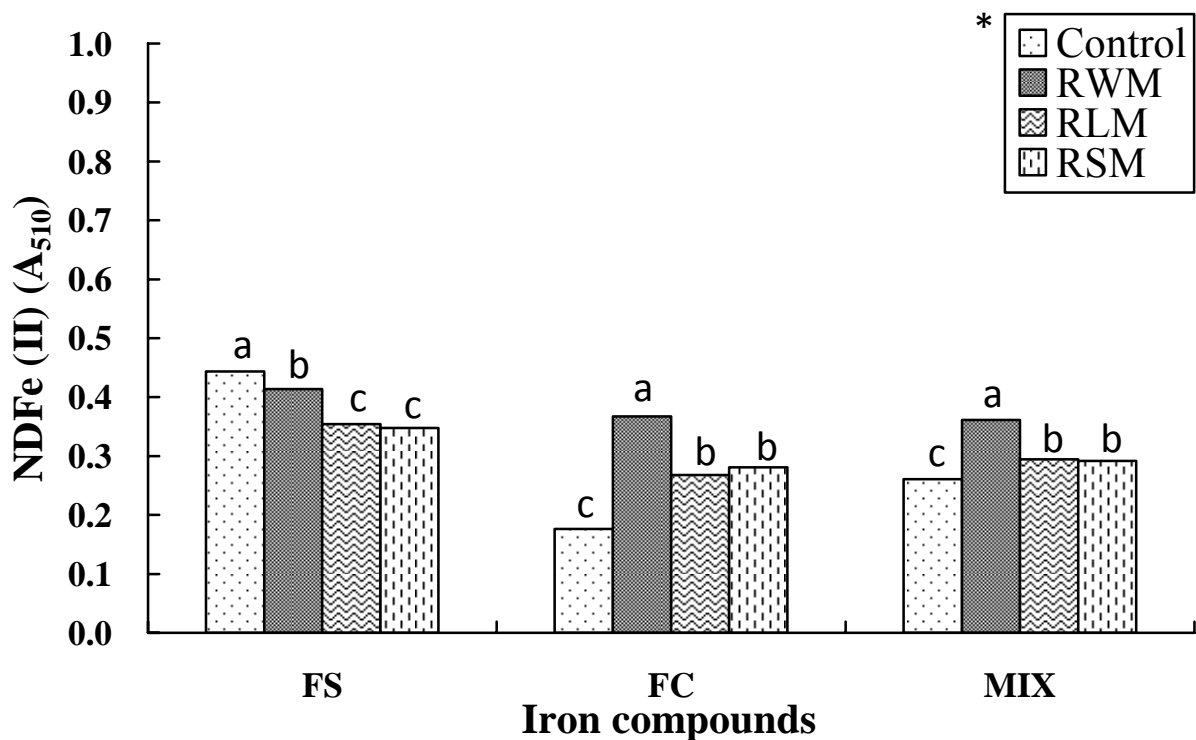 *
Control
RWM
RLM
RSM
1.0
0.9
0.8
0.7
0.6
0.5
0.4
0.3
0.2
0.1
0.0
NDFe (II) (A510)
a
b
c
c
c
a
b
b
c
a
b
b
FS
FC
MIX
Iron compounds